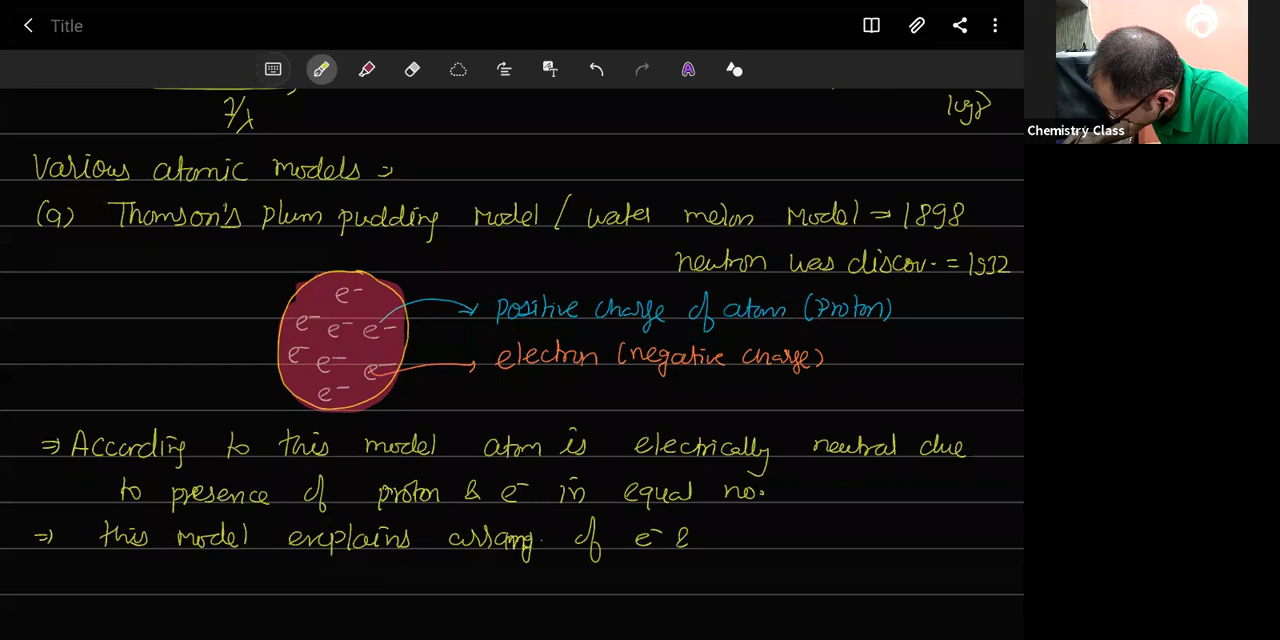 Title
7/λ
Chemistry Class
Various atomic models ⇒
(a) Thomson's plum pudding model / water melon model = 1898
neutron was discov. = 1932
e⁻
e⁻ e⁻ e⁻ → positive charge of atom (proton)
e⁻ e⁻ e⁻ → electron (negative charge)
e⁻
⇒ According to this model atom is electrically neutral due
to presence of proton & e⁻ in equal no.
⇒ this model explains arrang. of e⁻ &